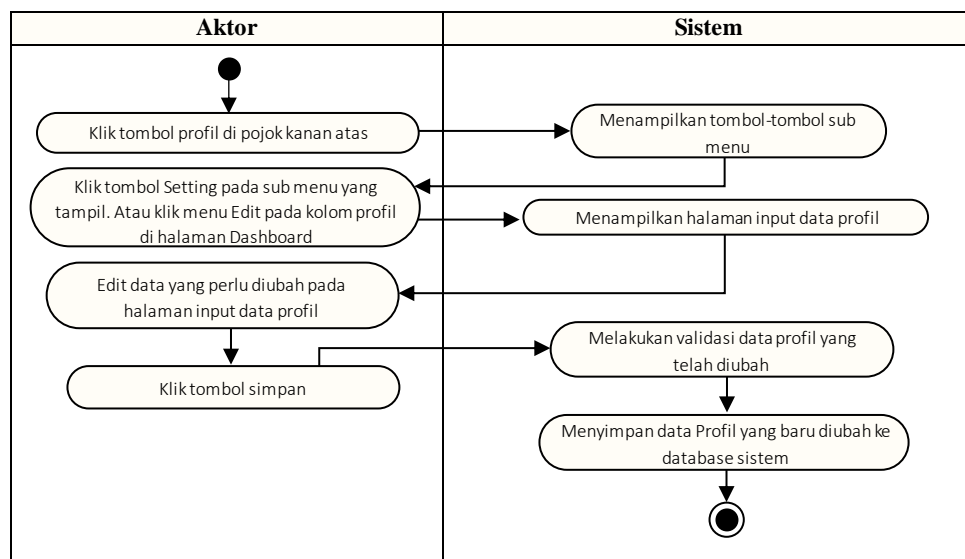 Aktor
Sistem
Klik tombol profil di pojok kanan atas
Menampilkan tombol-tombol sub
menu
Klik tombol Setting pada sub menu yang
tampil. Atau klik menu Edit pada kolom profil
di halaman Dashboard
Menampilkan halaman input data profil
Edit data yang perlu diubah pada
halaman input data profil
Klik tombol simpan
Melakukan validasi data profil yang
telah diubah
Menyimpan data Profil yang baru diubah ke
database sistem